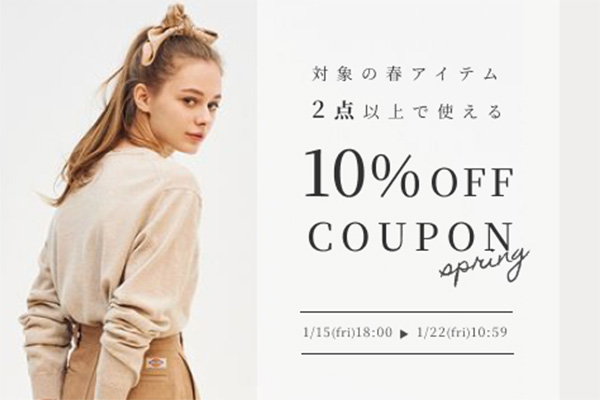 対象の春アイテム
2点以上で使える
10%OFF
COUPON
spring
1/15(fri)18:00 ▶ 1/22(fri)10:59